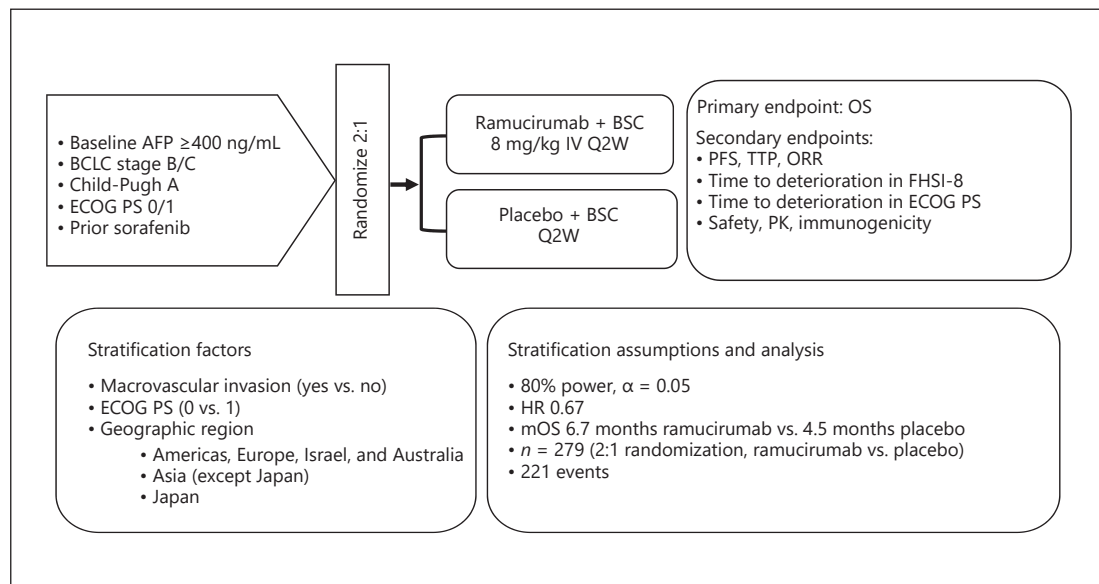 • Baseline AFP ≥400 ng/mL
• BCLC stage B/C
• Child-Pugh A
• ECOG PS 0/1
• Prior sorafenib
Randomize 2:1
Ramucirumab + BSC
8 mg/kg IV Q2W
Placebo + BSC
Q2W
Primary endpoint: OS
Secondary endpoints:
• PFS, TTP, ORR
• Time to deterioration in FHSI-8
• Time to deterioration in ECOG PS
• Safety, PK, immunogenicity
Stratification factors
• Macrovascular invasion (yes vs. no)
• ECOG PS (0 vs. 1)
• Geographic region
• Americas, Europe, Israel, and Australia
• Asia (except Japan)
• Japan
Stratification assumptions and analysis
• 80% power, α = 0.05
• HR 0.67
• mOS 6.7 months ramucirumab vs. 4.5 months placebo
• n = 279 (2:1 randomization, ramucirumab vs. placebo)
• 221 events